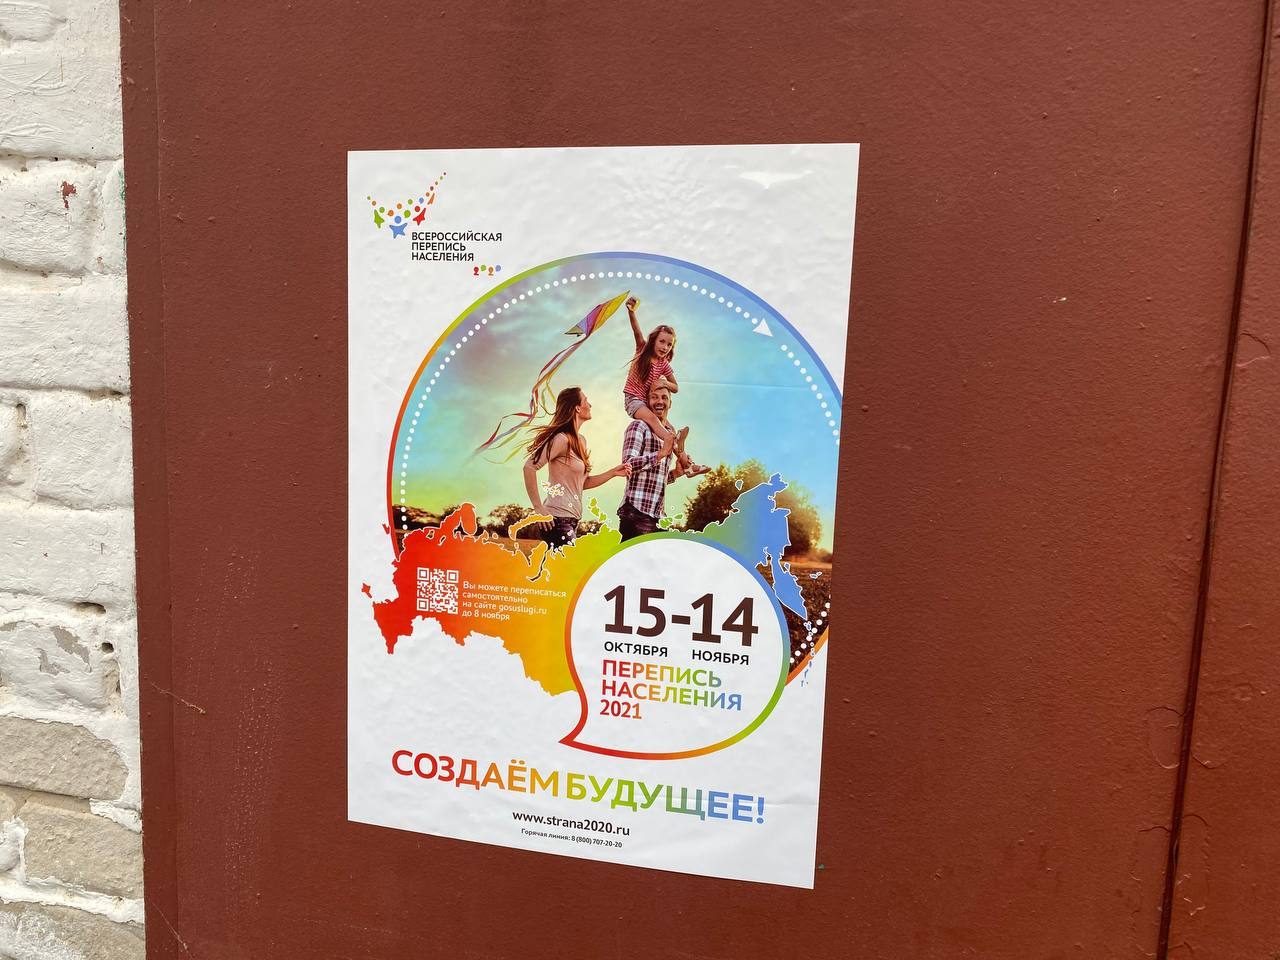 ВСЕРОССИЙСКАЯ
ПЕРЕПИСЬ
НАСЕЛЕНИЯ
2020
Вы можете переписаться
самостоятельно
на сайте gosuslugi.ru
до 8 ноября
15-14
ОКТЯБРЯ НОЯБРЯ
ПЕРЕПИСЬ
НАСЕЛЕНИЯ
2021
СОЗДАЁМ БУДУЩЕЕ!
www.strana2020.ru
Горячая линия: 8 (800) 707-20-20